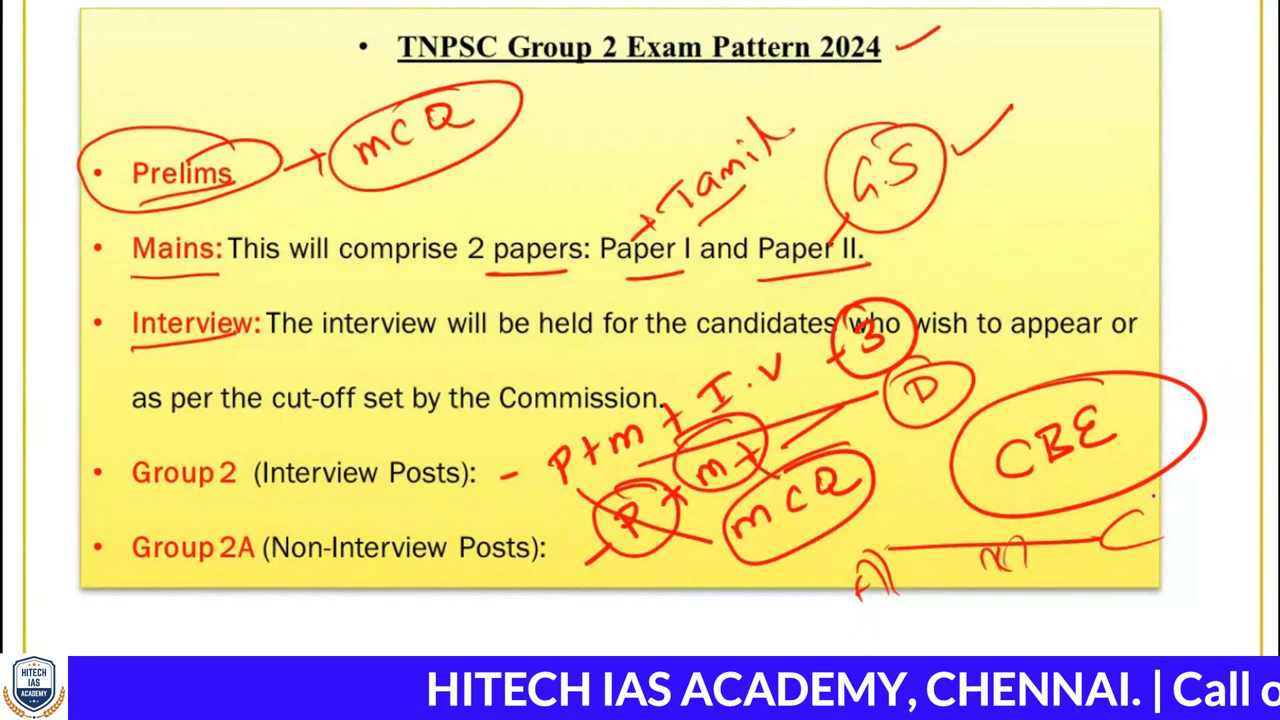 • TNPSC Group 2 Exam Pattern 2024
MCQ
• Prelims
Tamil
G.S
• Mains: This will comprise 2 papers: Paper I and Paper II.
• Interview: The interview will be held for the candidates who wish to appear or
3
as per the cut-off set by the Commission.
D
P+m+I.V
CBE
• Group 2 (Interview Posts): -
P+m+
MCQ
• Group 2A (Non-Interview Posts):
HITECH IAS ACADEMY
HITECH IAS ACADEMY, CHENNAI. | Call